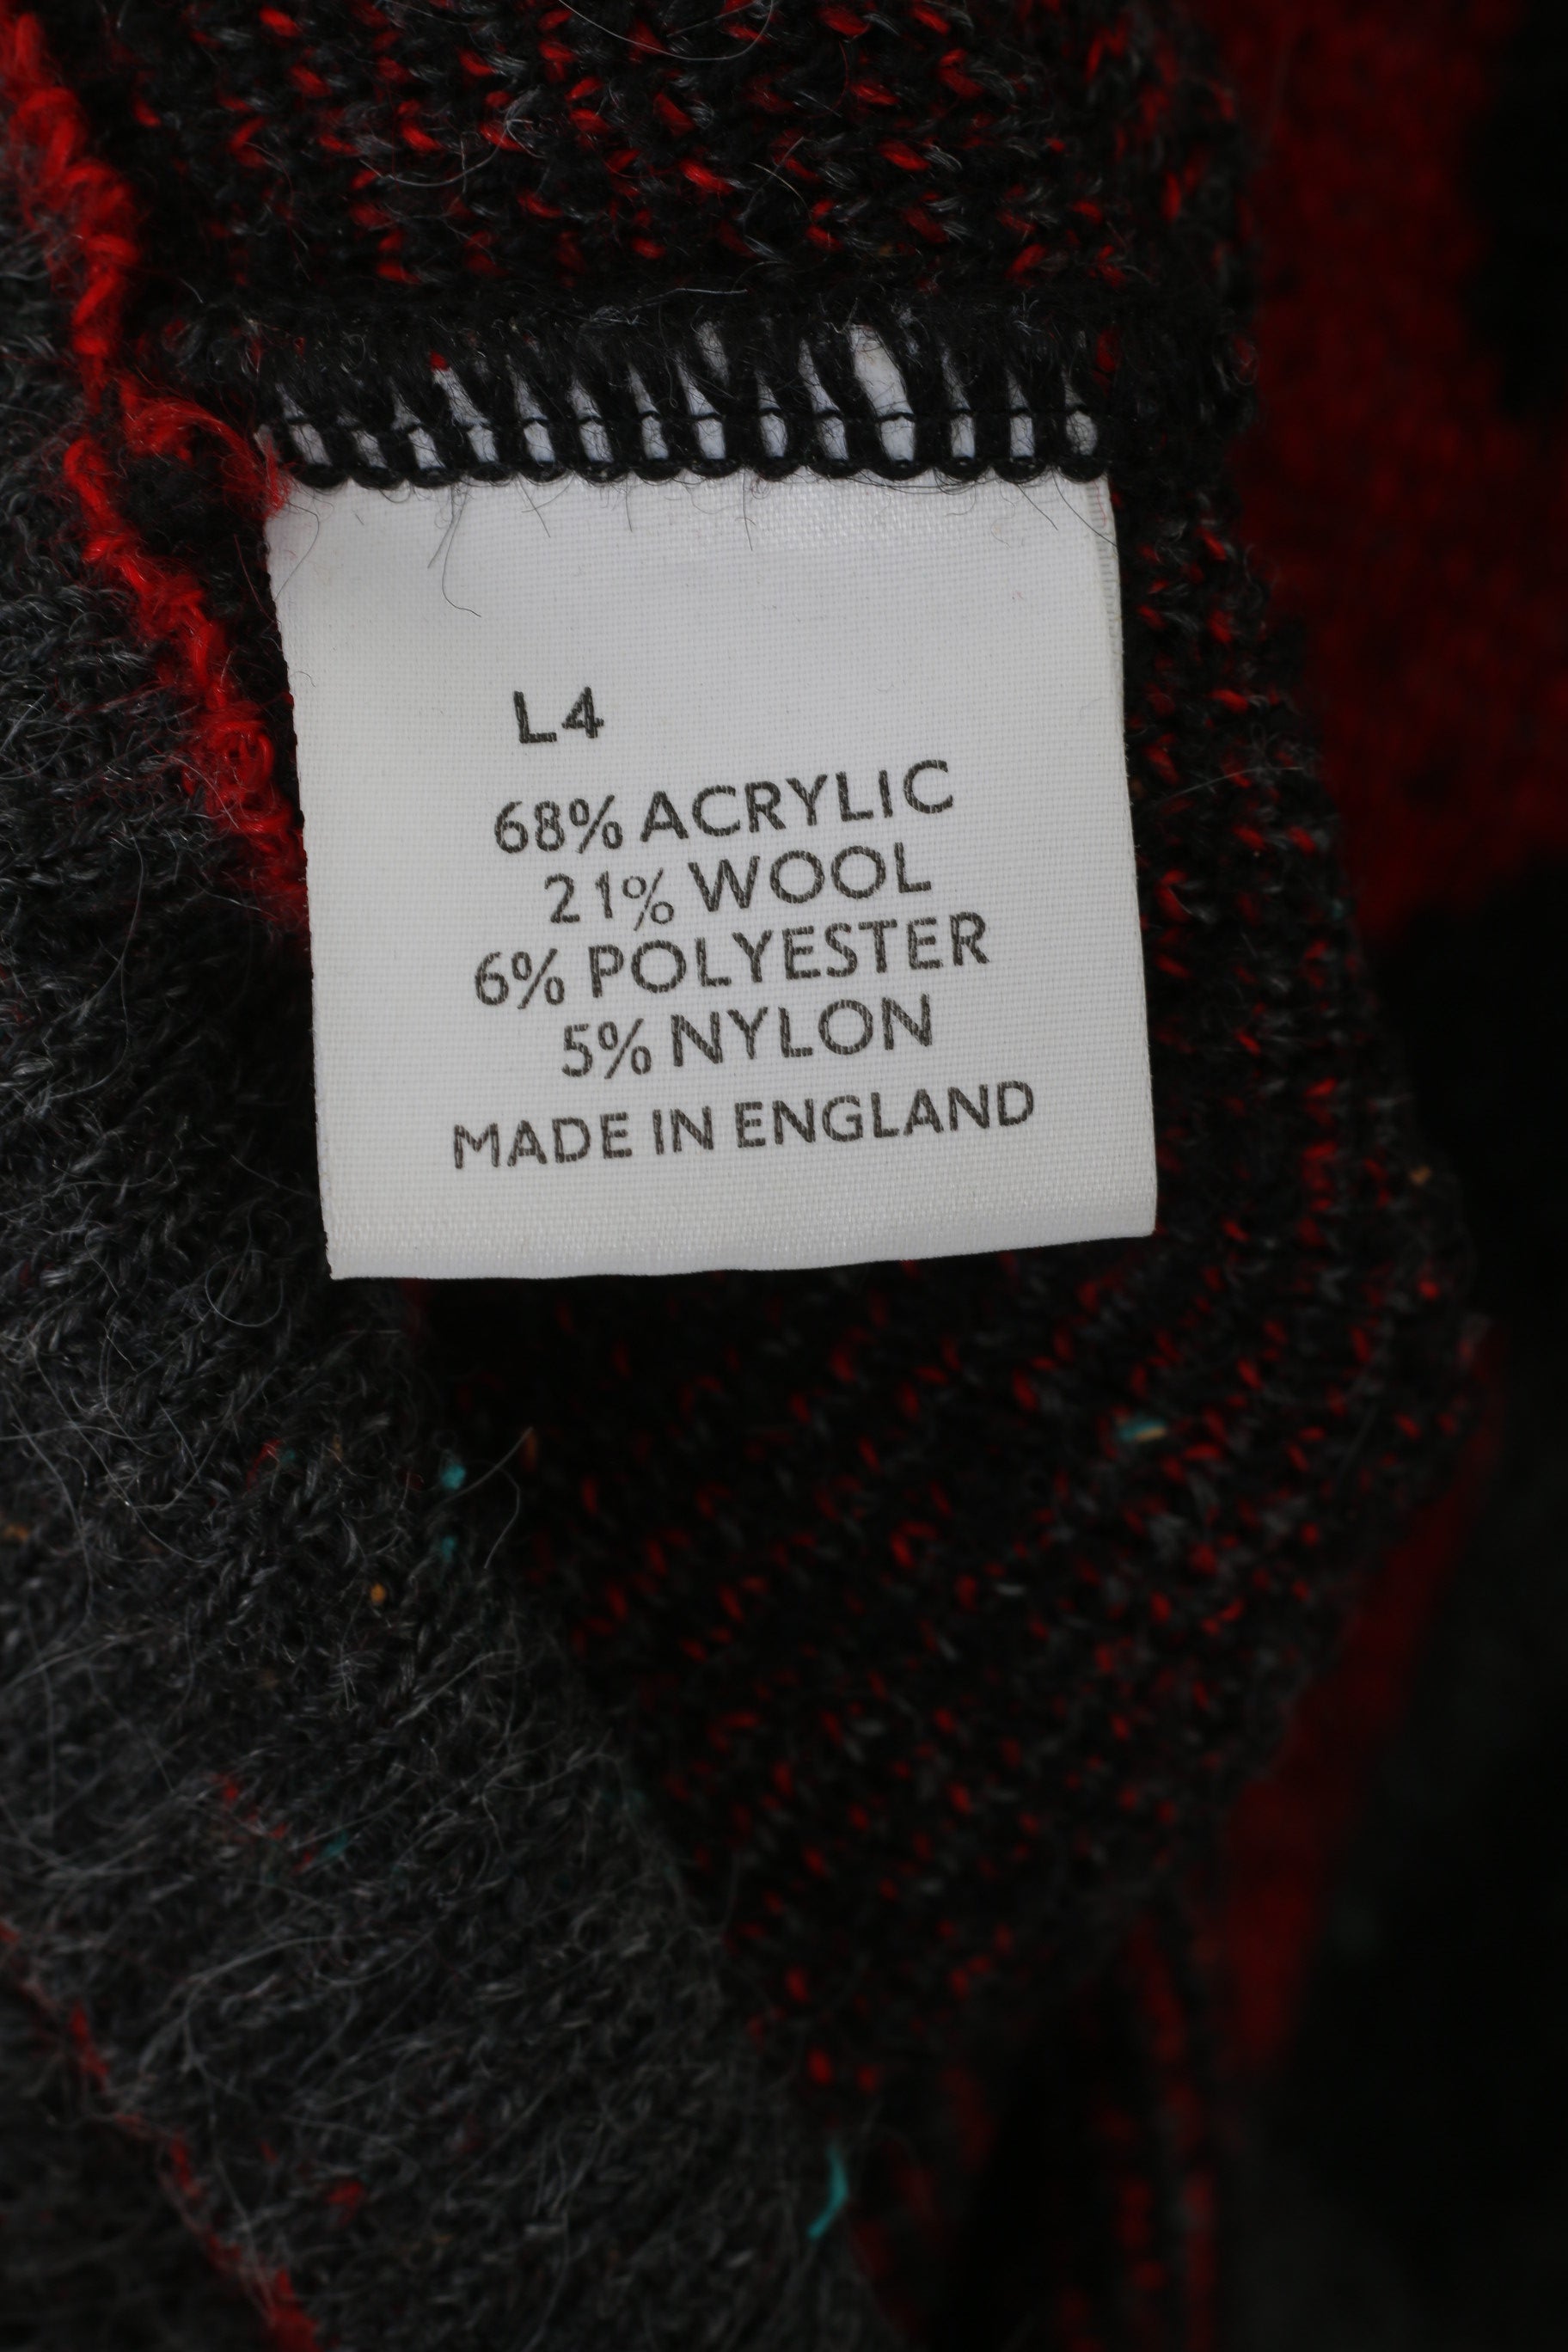 L4
68% ACRYLIC
21% WOOL
6% POLYESTER
5% NYLON
MADE IN ENGLAND